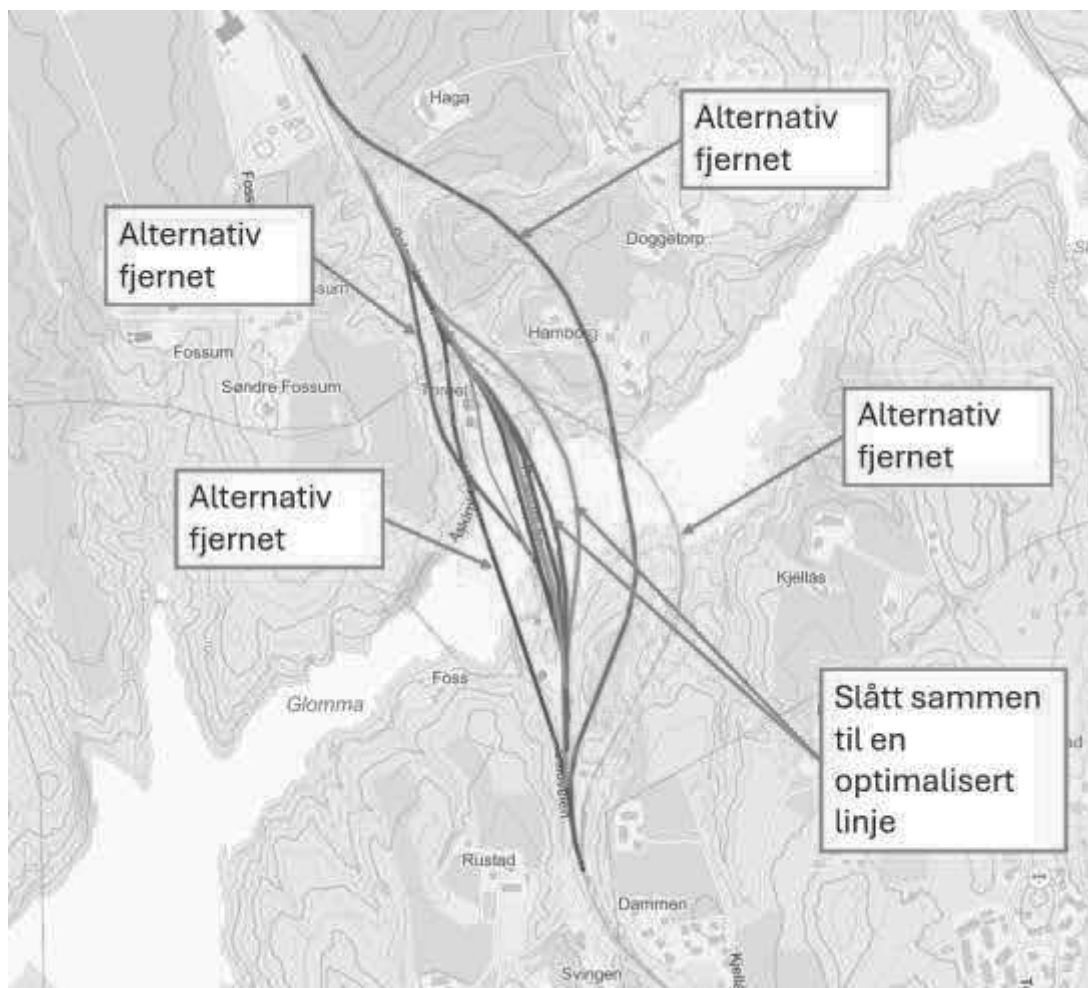 Haga
Alternativ
fjernet
Alternativ
fjernet
Doggetorp
Hamborg
Fossum
Søndre Fossum
Alternativ
fjernet
Alternativ
fjernet
Kjellås
Foss
Glomma
Slått sammen
til en
optimalisert
linje
Rustad
Dammen
Svingen